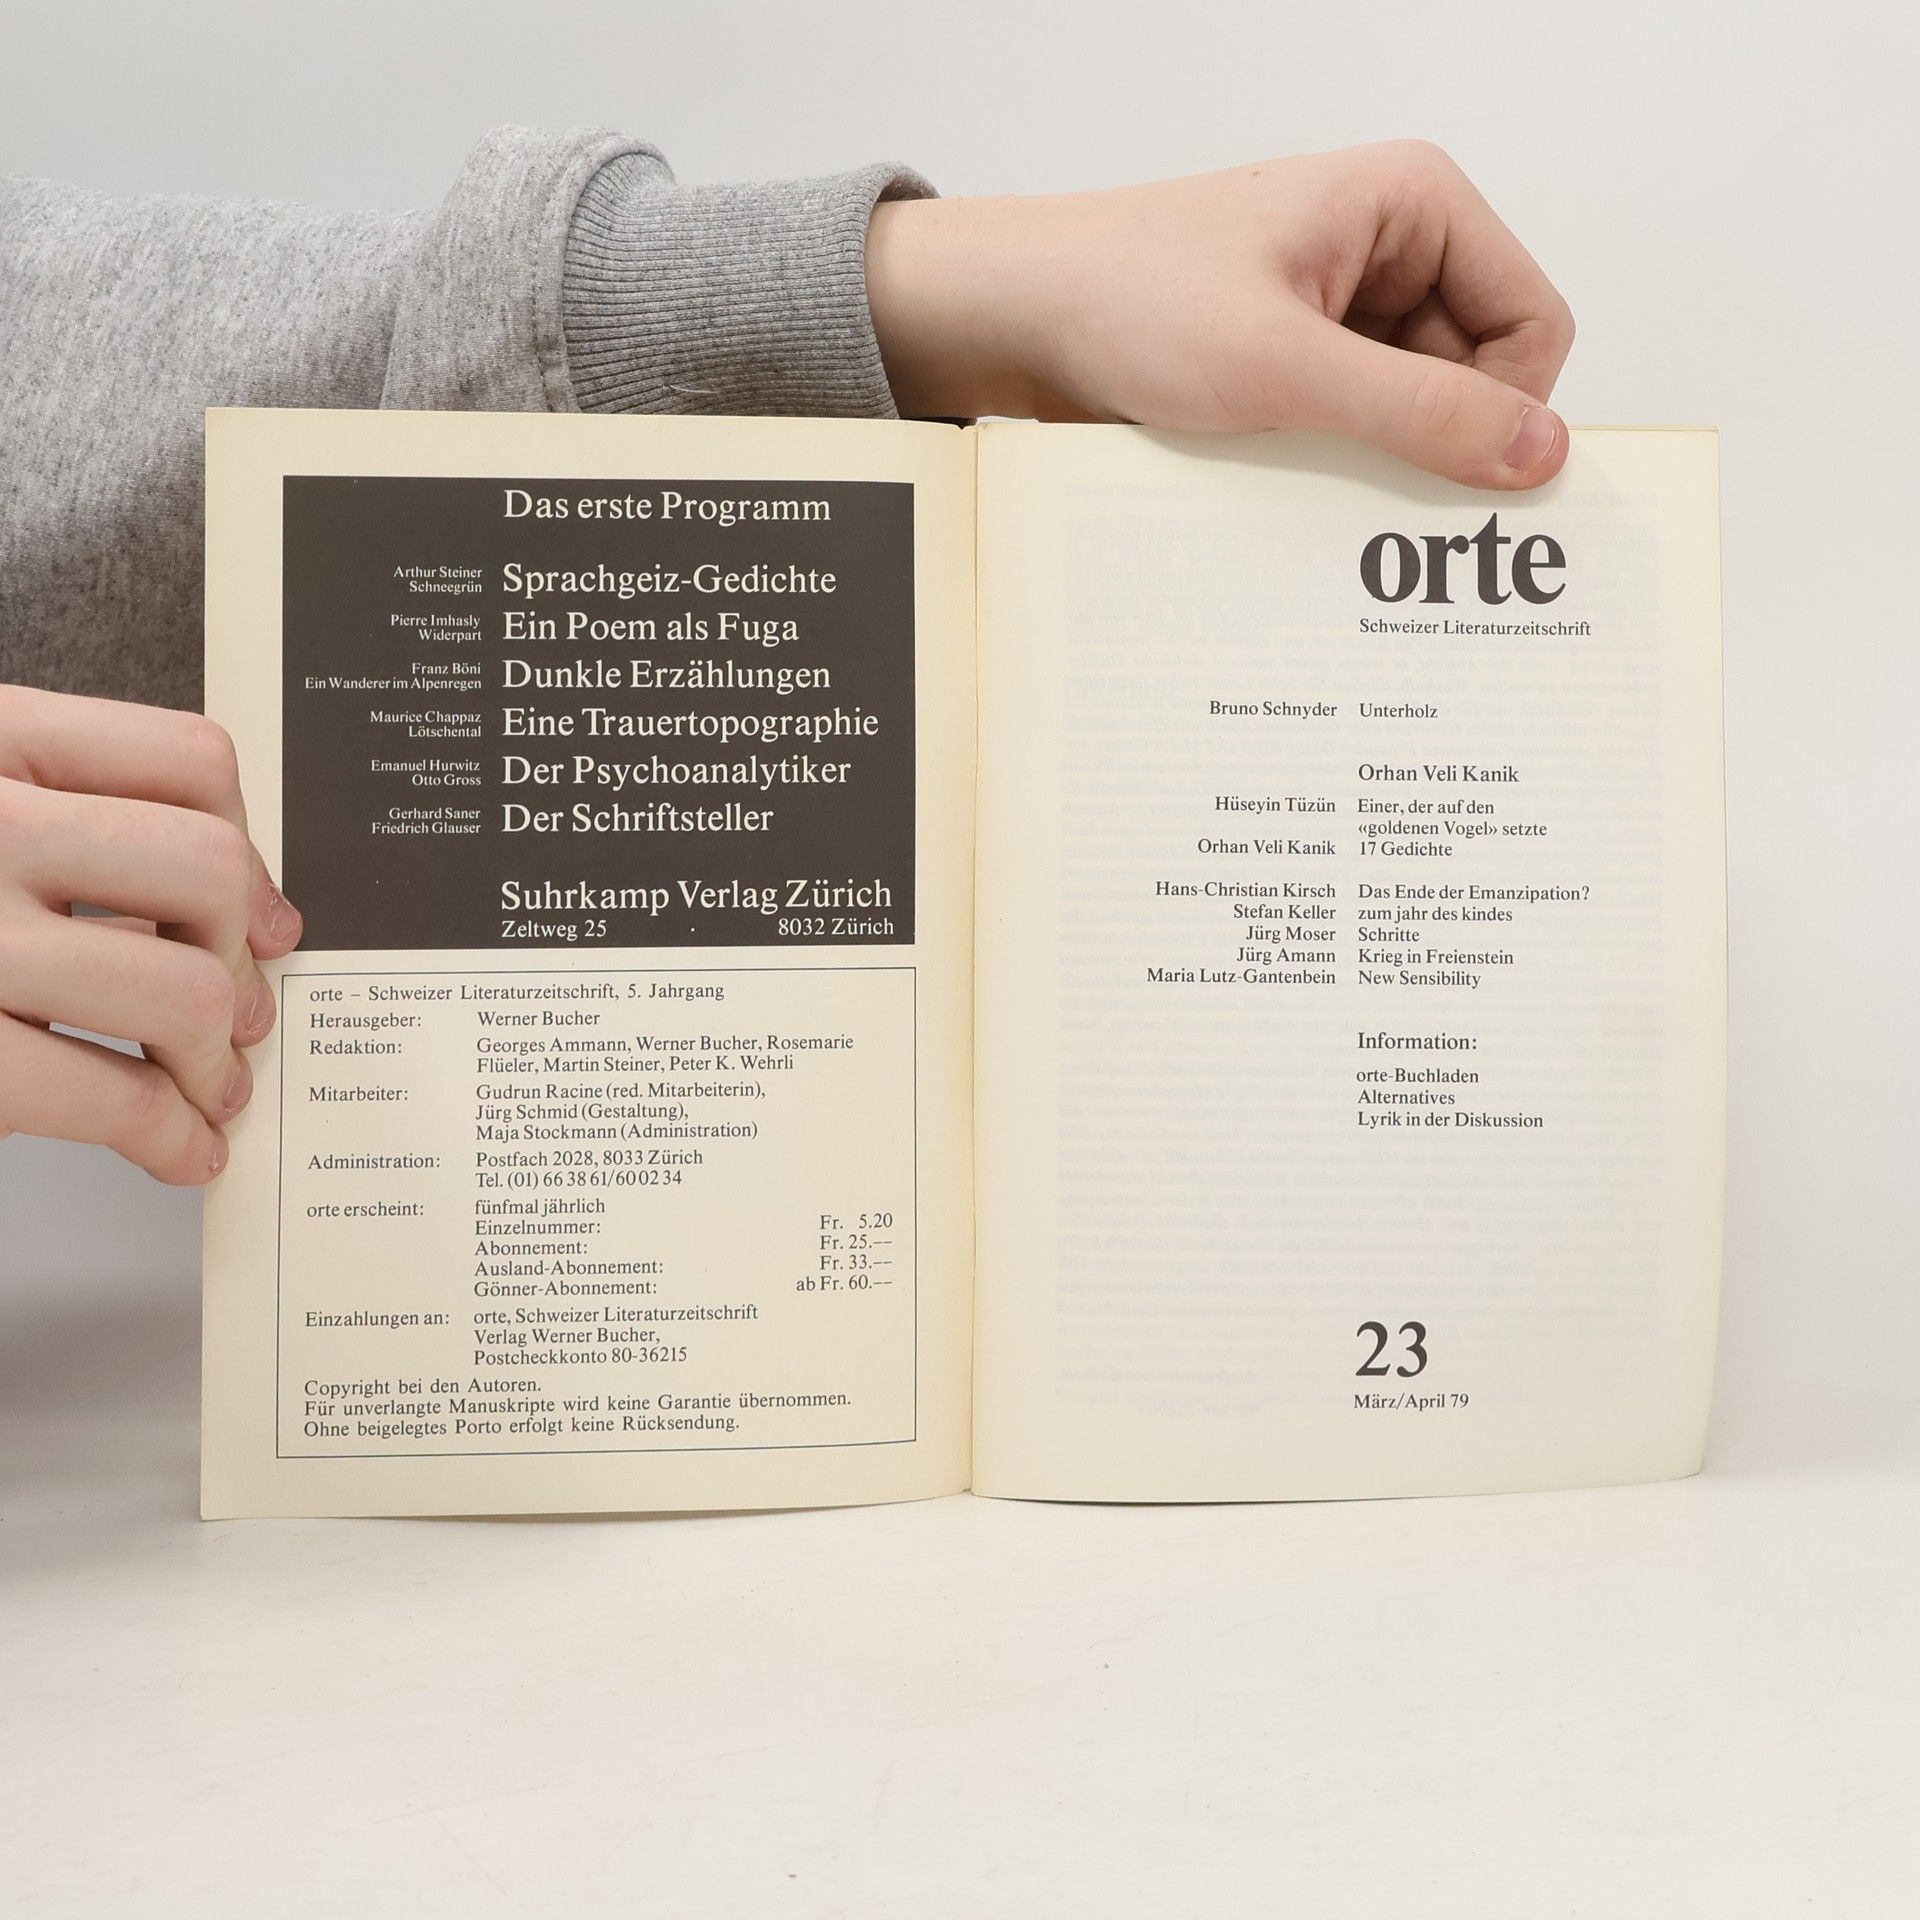 Das erste Programm
Arthur Steiner
Schneegrün
Sprachgeiz-Gedichte
Pierre Imhasly
Widerpart
Ein Poem als Fuga
Franz Böni
Ein Wanderer im Alpenregen
Dunkle Erzählungen
Maurice Chappaz
Lötschental
Eine Trauertopographie
Emanuel Hurwitz
Otto Gross
Der Psychoanalytiker
Gerhard Saner
Friedrich Glauser
Der Schriftsteller
Suhrkamp Verlag Zürich
Zeltweg 25 · 8032 Zürich
orte – Schweizer Literaturzeitschrift, 5. Jahrgang
Herausgeber: Werner Bucher
Redaktion: Georges Ammann, Werner Bucher, Rosemarie
Flüeler, Martin Steiner, Peter K. Wehrli
Mitarbeiter: Gudrun Racine (red. Mitarbeiterin),
Jürg Schmid (Gestaltung),
Maja Stockmann (Administration)
Administration: Postfach 2028, 8033 Zürich
Tel. (01) 66 38 61/60 02 34
orte erscheint: fünfmal jährlich
Einzelnummer: Fr. 5.20
Abonnement: Fr. 25.--
Ausland-Abonnement: Fr. 33.--
Gönner-Abonnement: ab Fr. 60.--
Einzahlungen an: orte, Schweizer Literaturzeitschrift
Verlag Werner Bucher,
Postcheckkonto 80-36215
Copyright bei den Autoren.
Für unverlangte Manuskripte wird keine Garantie übernommen.
Ohne beigelegtes Porto erfolgt keine Rücksendung.
orte
Schweizer Literaturzeitschrift
Bruno Schnyder Unterholz
Orhan Veli Kanik
Hüseyin Tüzün Einer, der auf den
«goldenen Vogel» setzte
Orhan Veli Kanik 17 Gedichte
Hans-Christian Kirsch Das Ende der Emanzipation?
Stefan Keller zum jahr des kindes
Jürg Moser Schritte
Jürg Amann Krieg in Freienstein
Maria Lutz-Gantenbein New Sensibility
Information:
orte-Buchladen
Alternatives
Lyrik in der Diskussion
23
März/April 79